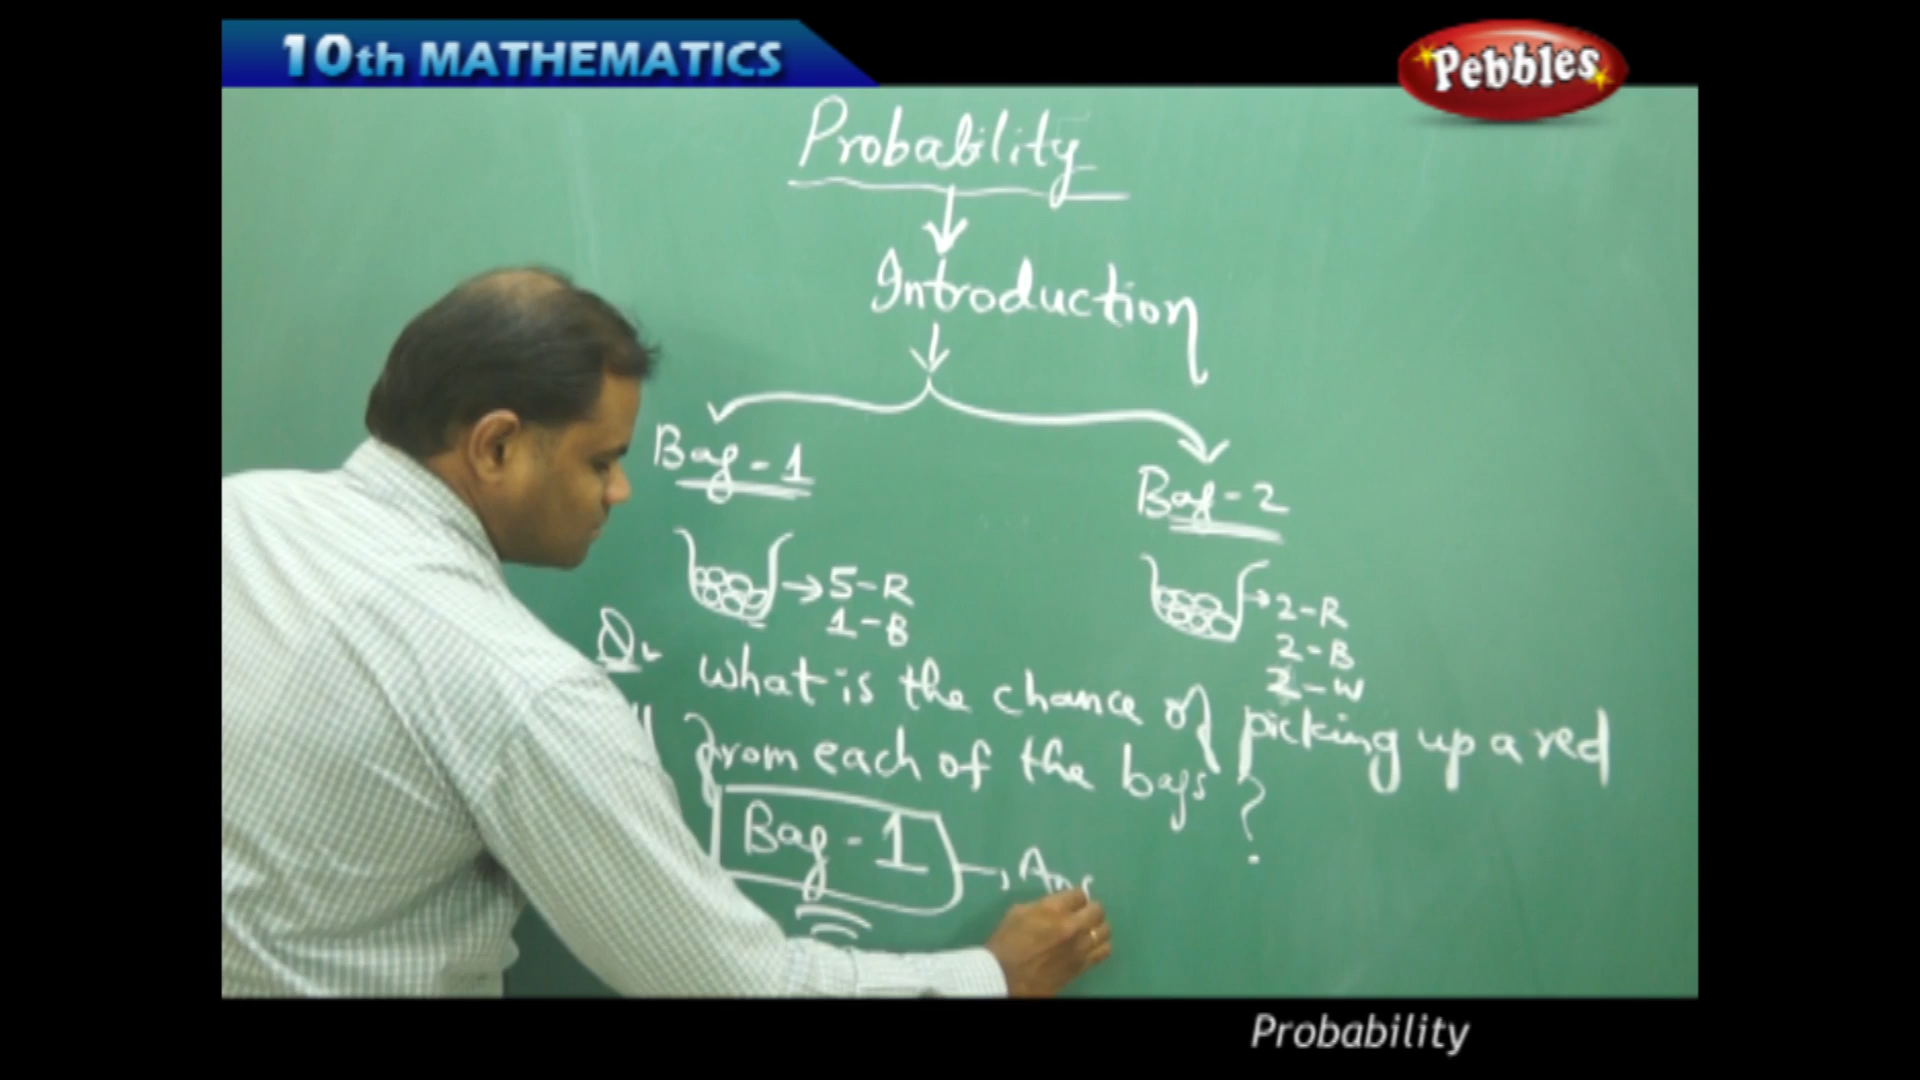 10th MATHEMATICS
Pebbles
Probability
Introduction
Bag-1
Bag-2
5-R
1-B
2-R
2-B
2-W
Q. What is the chance of picking up a red
from each of the bags?
Bag-1
Ans
Probability